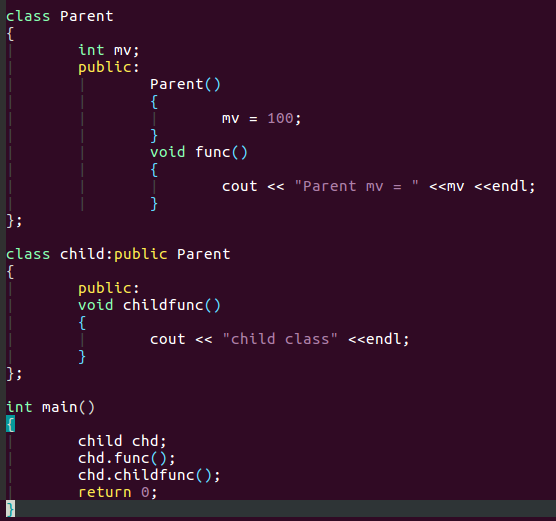 class Parent
{
        int mv;
        public:
                Parent()
                {
                        mv = 100;
                }
                void func()
                {
                        cout << "Parent mv = " <<mv <<endl;
                }
};

class child:public Parent
{
        public:
        void childfunc()
        {
                cout << "child class" <<endl;
        }
};

int main()
{
        child chd;
        chd.func();
        chd.childfunc();
        return 0;
}